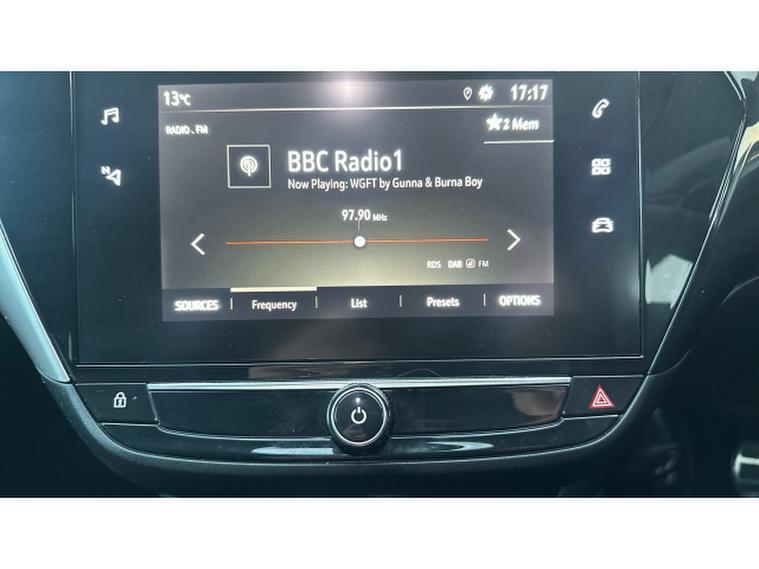 13°C 17:17
RADIO . FM ★2 Mem
BBC Radio1
Now Playing: WGFT by Gunna & Burna Boy
97.90 MHz
RDS DAB FM
SOURCES Frequency List Presets OPTIONS
N